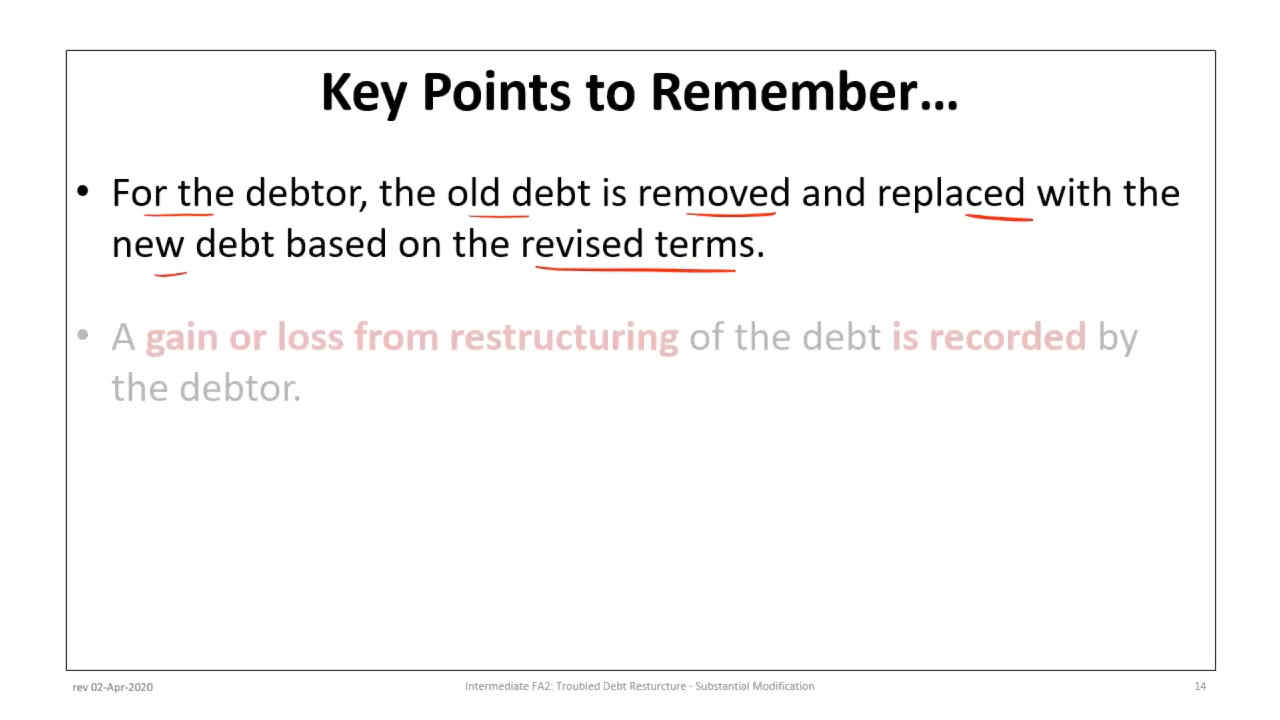 Key Points to Remember...
• For the debtor, the old debt is removed and replaced with the
new debt based on the revised terms.
• A gain or loss from restructuring of the debt is recorded by
the debtor.
rev 02-Apr-2020
Intermediate FA2: Troubled Debt Resturcture - Substantial Modification
14